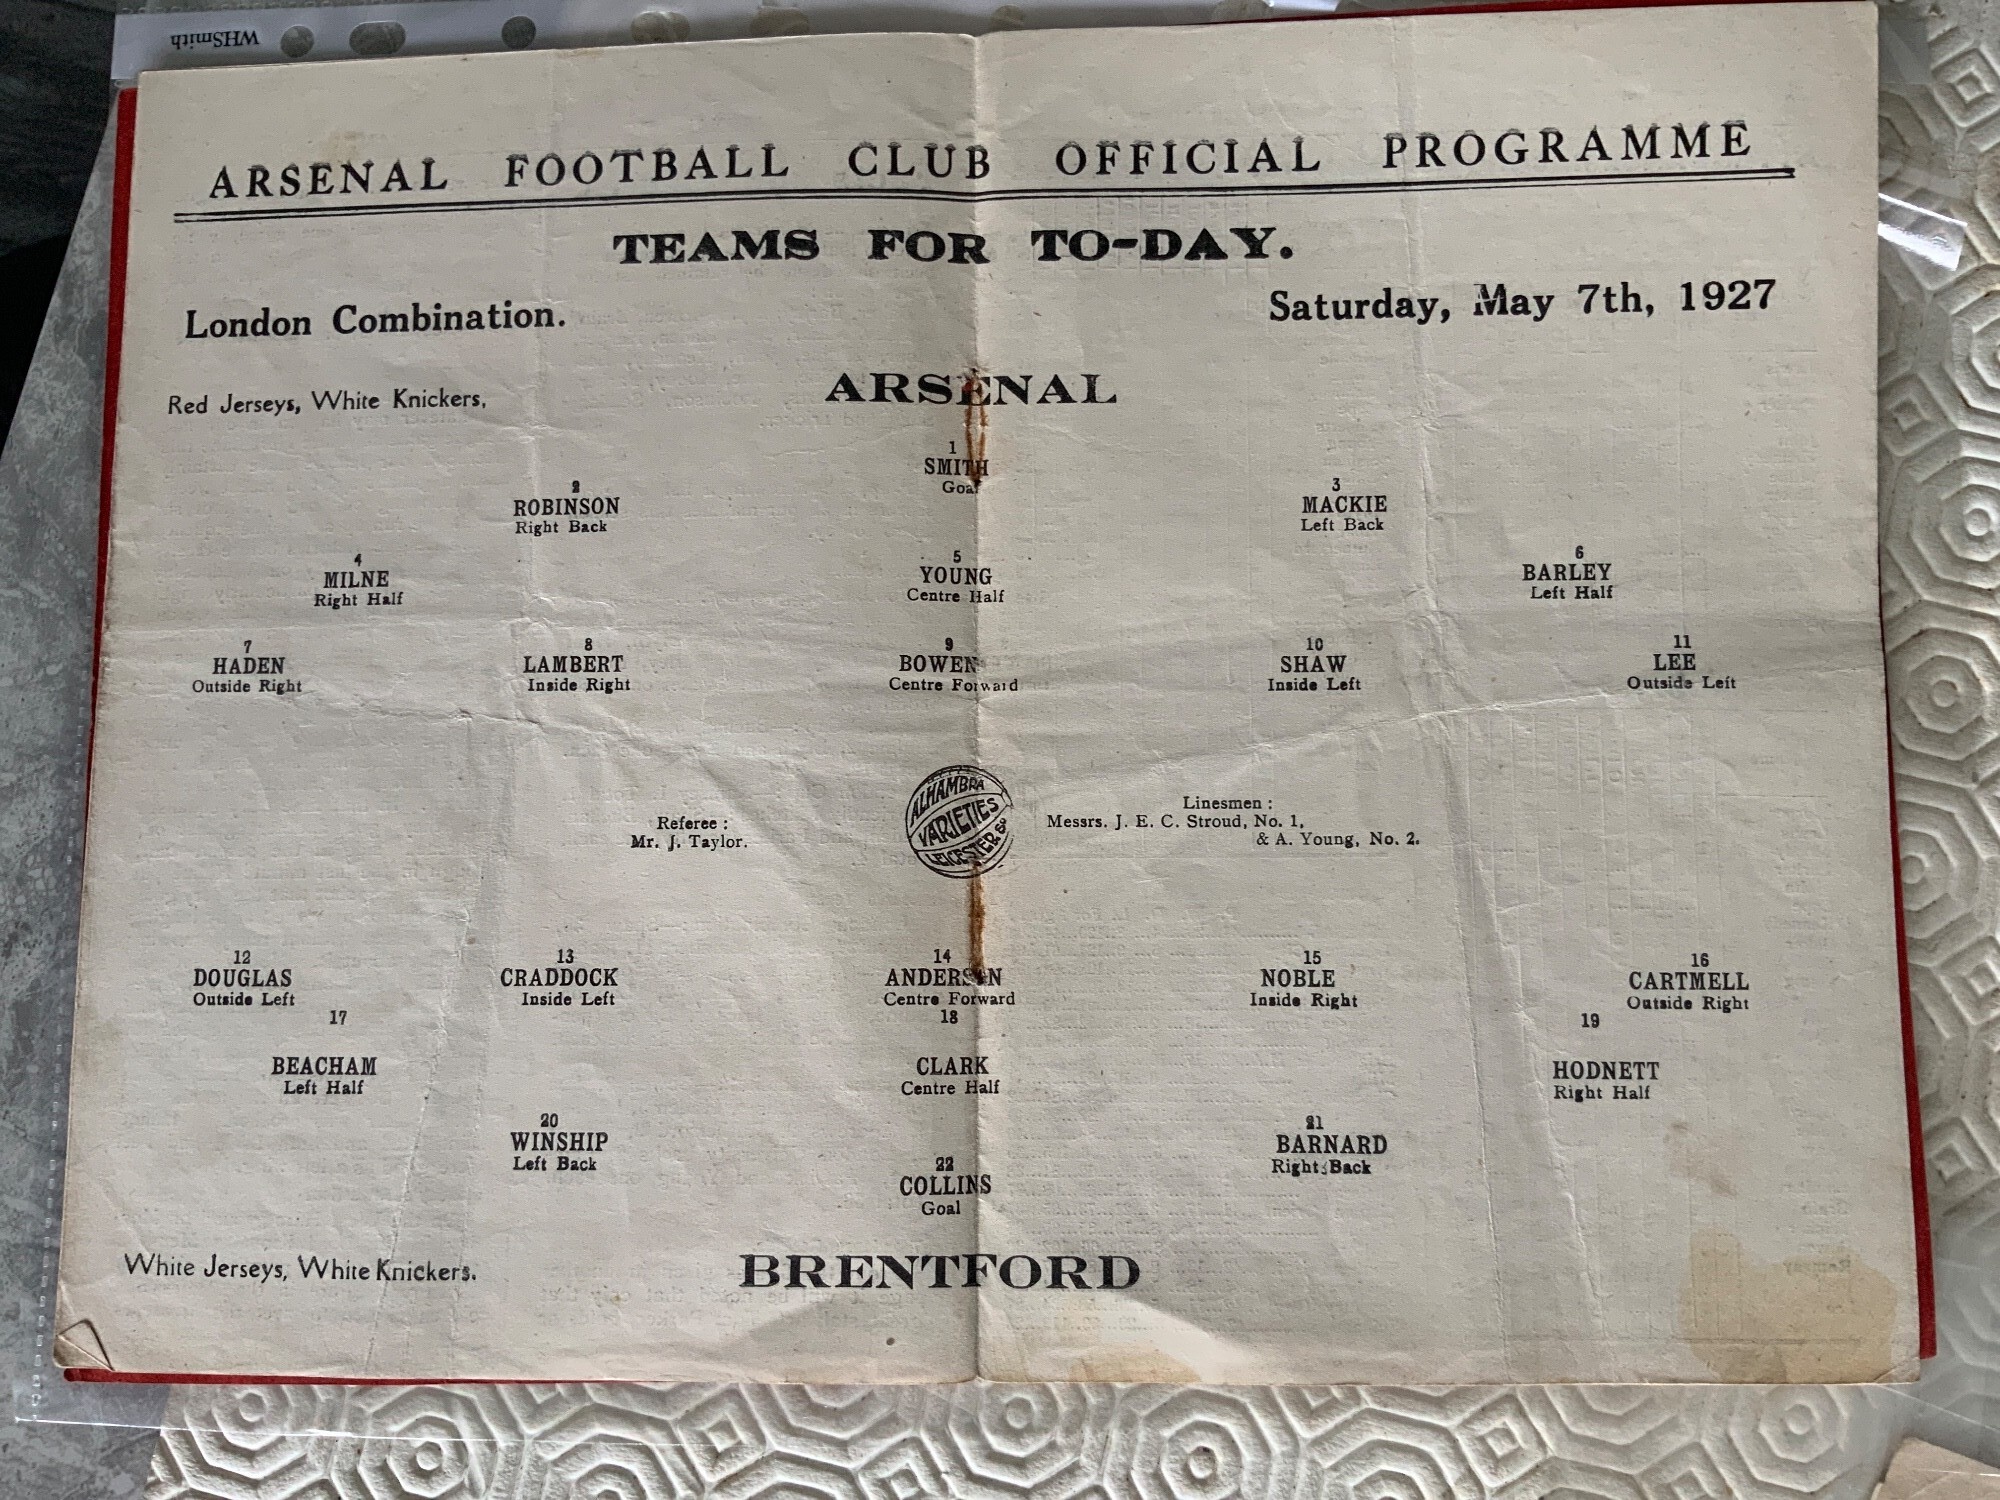 WHSmith
ARSENAL FOOTBALL CLUB OFFICIAL PROGRAMME
TEAMS FOR TO-DAY.
London Combination.
Saturday, May 7th, 1927
Red Jerseys, White Knickers,
ARSENAL
1
SMITH
Goal
2
ROBINSON
Right Back
3
MACKIE
Left Back
4
MILNE
Right Half
5
YOUNG
Centre Half
6
BARLEY
Left Half
7
HADEN
Outside Right
8
LAMBERT
Inside Right
9
BOWEN
Centre Forward
10
SHAW
Inside Left
11
LEE
Outside Left
Referee :
Mr. J. Taylor.
ALHAMBRA
VARIETIES
LEICESTER SQ
Linesmen :
Messrs. J. E. C. Stroud, No. 1,
& A. Young, No. 2.
12
DOUGLAS
Outside Left
13
CRADDOCK
Inside Left
14
ANDERSON
Centre Forward
15
NOBLE
Inside Right
16
CARTMELL
Outside Right
17
BEACHAM
Left Half
18
CLARK
Centre Half
19
HODNETT
Right Half
20
WINSHIP
Left Back
21
BARNARD
Right Back
22
COLLINS
Goal
White Jerseys, White Knickers.
BRENTFORD